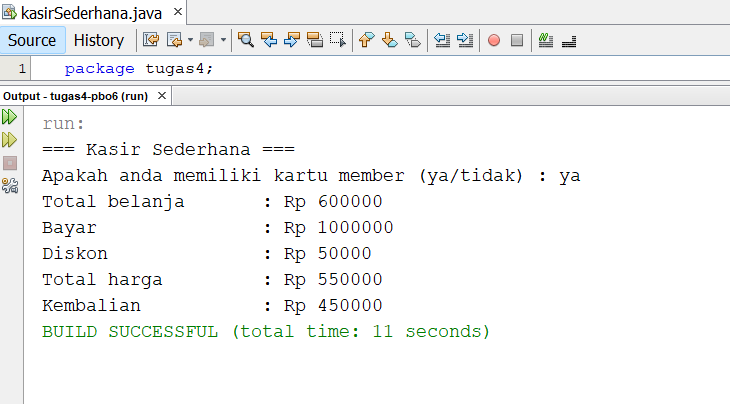 kasirSederhana.java ×
Source History
1 package tugas4;
Output - tugas4-pbo6 (run) ×
run:
=== Kasir Sederhana ===
Apakah anda memiliki kartu member (ya/tidak) : ya
Total belanja : Rp 600000
Bayar : Rp 1000000
Diskon : Rp 50000
Total harga : Rp 550000
Kembalian : Rp 450000
BUILD SUCCESSFUL (total time: 11 seconds)